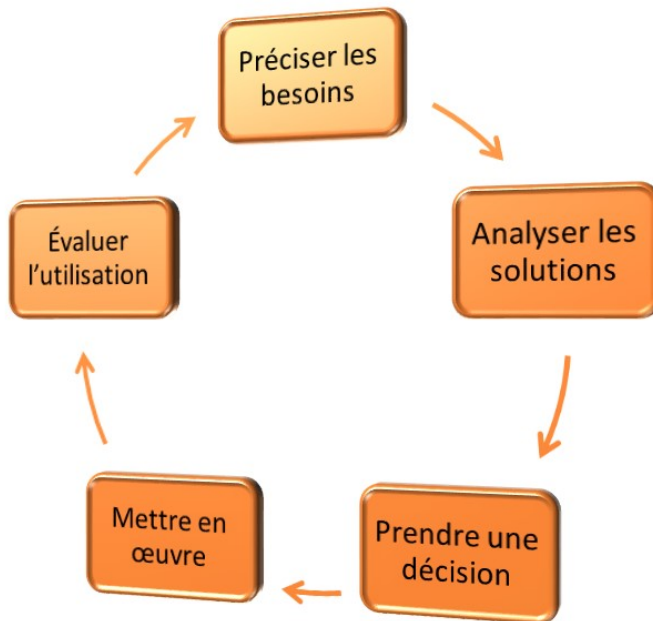 Préciser les
besoins
Analyser les
solutions
Prendre une
décision
Mettre en
œuvre
Évaluer
l'utilisation